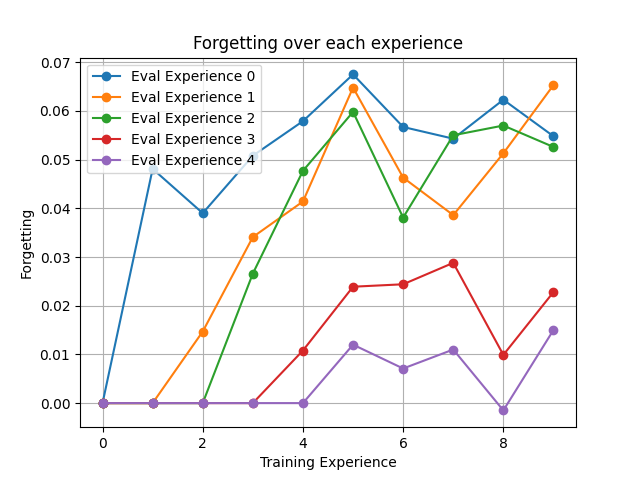 Forgetting over each experience
Eval Experience 0
Eval Experience 1
Eval Experience 2
Eval Experience 3
Eval Experience 4
0.07
0.06
0.05
0.04
0.03
0.02
0.01
0.00
Forgetting
0 2 4 6 8
Training Experience